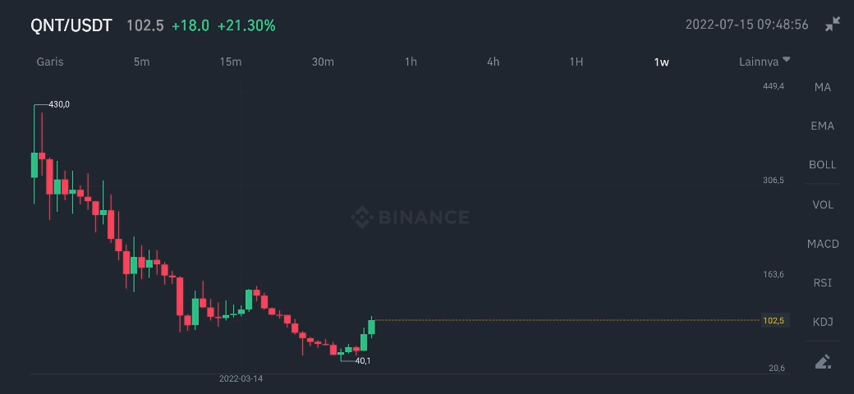 QNT/USDT 102.5 +18.0 +21.30% 2022-07-15 09:48:56
Garis 5m 15m 30m 1h 4h 1H 1w Lainnya
MA
EMA
BOLL
VOL
MACD
RSI
KDJ
449,4
306,5
163,6
102,5
20,6
430,0
BINANCE
40,1
2022-03-14